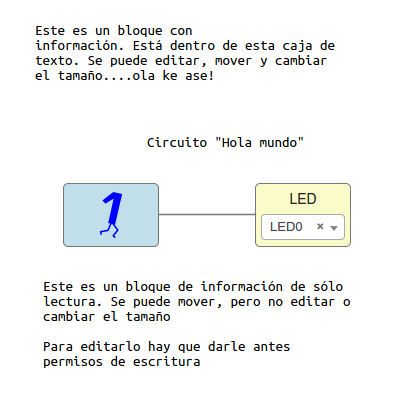 Este es un bloque con
información. Está dentro de esta caja de
texto. Se puede editar, mover y cambiar
el tamaño....ola ke ase!
Circuito "Hola mundo"
1
LED
LED0 ×
Este es un bloque de información de sólo
lectura. Se puede mover, pero no editar o
cambiar el tamaño
Para editarlo hay que darle antes
permisos de escritura